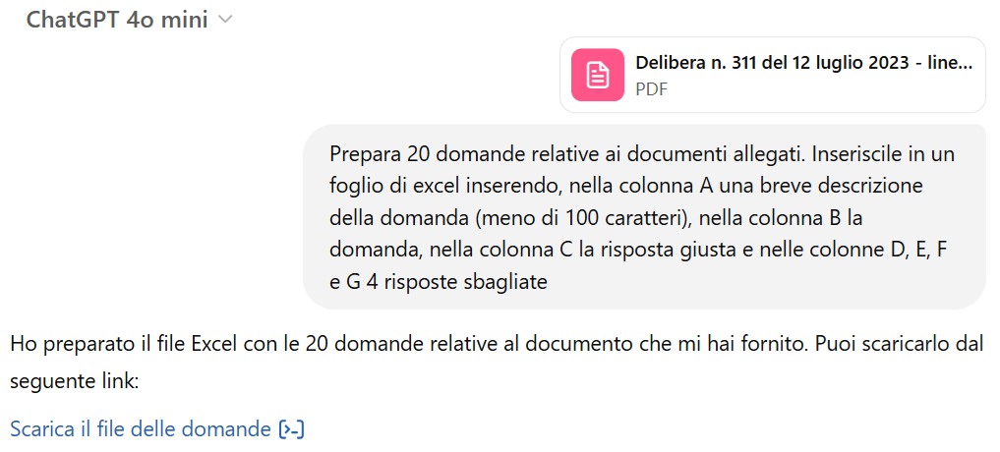 ChatGPT 4o mini
Delibera n. 311 del 12 luglio 2023 - line...
PDF
Prepara 20 domande relative ai documenti allegati. Inseriscile in un
foglio di excel inserendo, nella colonna A una breve descrizione
della domanda (meno di 100 caratteri), nella colonna B la
domanda, nella colonna C la risposta giusta e nelle colonne D, E, F
e G 4 risposte sbagliate
Ho preparato il file Excel con le 20 domande relative al documento che mi hai fornito. Puoi scaricarlo dal
seguente link:
Scarica il file delle domande